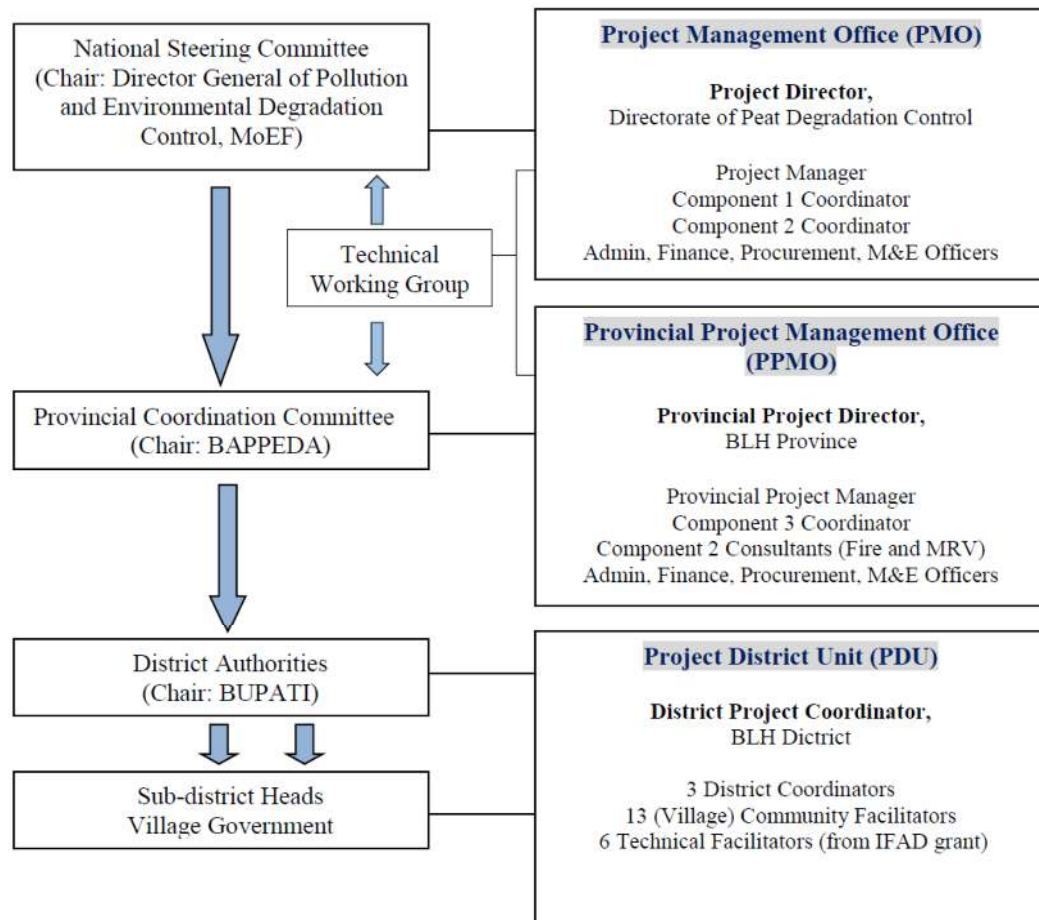 National Steering Committee
(Chair: Director General of Pollution
and Environmental Degradation
Control, MoEF)
Project Management Office (PMO)
Project Director,
Directorate of Peat Degradation Control
Project Manager
Component 1 Coordinator
Component 2 Coordinator
Admin, Finance, Procurement, M&E Officers
Technical
Working Group
Provincial Project Management Office
(PPMO)
Provincial Project Director,
BLH Province
Provincial Project Manager
Component 3 Coordinator
Component 2 Consultants (Fire and MRV)
Admin, Finance, Procurement, M&E Officers
Provincial Coordination Committee
(Chair: BAPPEDA)
District Authorities
(Chair: BUPATI)
Sub-district Heads
Village Government
Project District Unit (PDU)
District Project Coordinator,
BLH Dictrict
3 District Coordinators
13 (Village) Community Facilitators
6 Technical Facilitators (from IFAD grant)